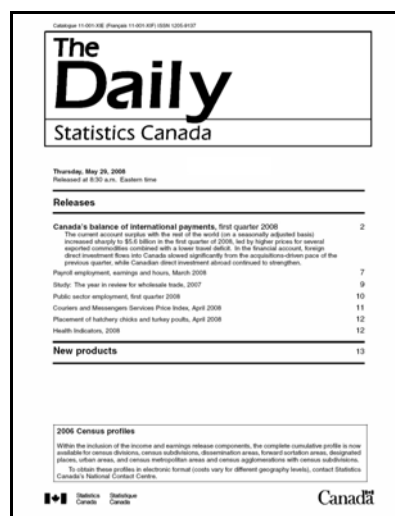 Catalogue 11-001-XIE (Français 11-001-XIF) ISSN 1205-9137
The
Daily
Statistics Canada
Thursday, May 29, 2008
Released at 8:30 a.m. Eastern time
Releases
Canada's balance of international payments, first quarter 2008 2
The current account surplus with the rest of the world (on a seasonally adjusted basis)
increased sharply to $5.6 billion in the first quarter of 2008, led by higher prices for several
exported commodities combined with a lower travel deficit. In the financial account, foreign
direct investment flows into Canada slowed significantly from the acquisitions-driven pace of the
previous quarter, while Canadian direct investment abroad continued to strengthen.
Payroll employment, earnings and hours, March 2008 7
Study: The year in review for wholesale trade, 2007 9
Public sector employment, first quarter 2008 10
Couriers and Messengers Services Price Index, April 2008 11
Placement of hatchery chicks and turkey poults, April 2008 12
Health Indicators, 2008 12
New products 13
2006 Census profiles
Within the inclusion of the income and earnings release components, the complete cumulative profile is now
available for census divisions, census subdivisions, dissemination areas, forward sortation areas, designated
places, urban areas, and census metropolitan areas and census agglomerations with census subdivisions.
To obtain these profiles in electronic format (costs vary for different geography levels), contact Statistics
Canada's National Contact Centre.
Statistics Statistique
Canada Canada
Canada